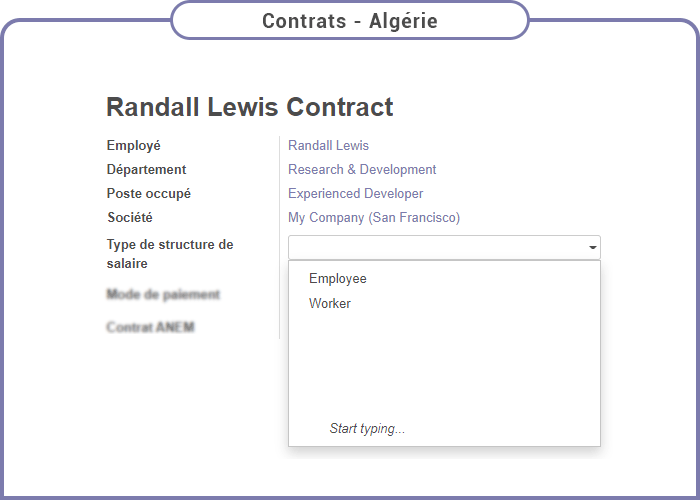 Contrats - Algérie
Randall Lewis Contract
Employé Randall Lewis
Département Research & Development
Poste occupé Experienced Developer
Société My Company (San Francisco)
Type de structure de
salaire
Employee
Worker
Mode de paiement
Contrat ANEM
Start typing...